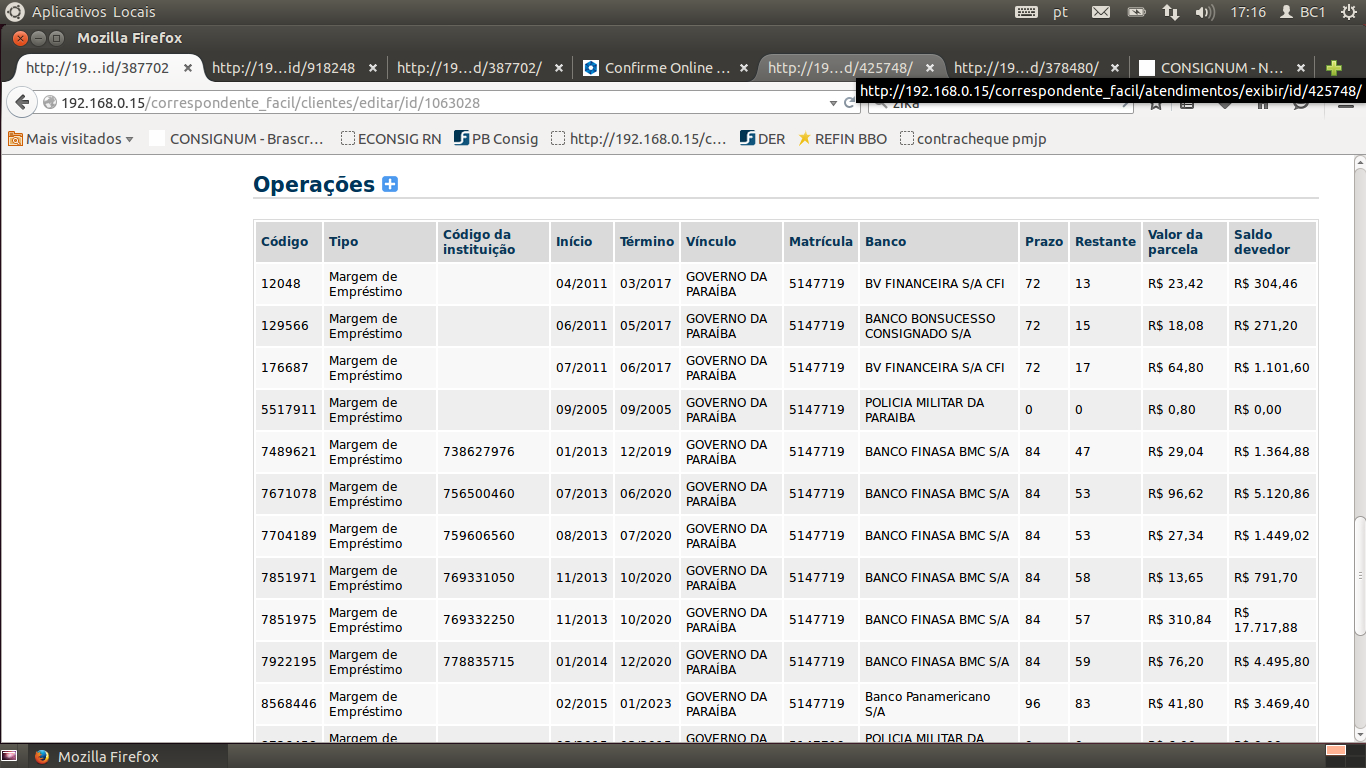 Aplicativos Locais
pt
17:16
BC1
Mozilla Firefox
http://19...id/387702
http://19...id/918248
http://19...d/387702/
Confirme Online ...
http://19...d/425748/
http://19...d/378480/
CONSIGNUM - N...
192.168.0.15/correspondente_facil/clientes/editar/id/1063028
http://192.168.0.15/correspondente_facil/atendimentos/exibir/id/425748/
Mais visitados
CONSIGNUM - Brascr...
ECONSIG RN
PB Consig
http://192.168.0.15/c...
DER
REFIN BBO
contracheque pmjp
Operações
Código Tipo Código da instituição Início Término Vínculo Matrícula Banco Prazo Restante Valor da parcela Saldo devedor
12048 Margem de Empréstimo 04/2011 03/2017 GOVERNO DA PARAÍBA 5147719 BV FINANCEIRA S/A CFI 72 13 R$ 23,42 R$ 304,46
129566 Margem de Empréstimo 06/2011 05/2017 GOVERNO DA PARAÍBA 5147719 BANCO BONSUCESSO CONSIGNADO S/A 72 15 R$ 18,08 R$ 271,20
176687 Margem de Empréstimo 07/2011 06/2017 GOVERNO DA PARAÍBA 5147719 BV FINANCEIRA S/A CFI 72 17 R$ 64,80 R$ 1.101,60
5517911 Margem de Empréstimo 09/2005 09/2005 GOVERNO DA PARAÍBA 5147719 POLICIA MILITAR DA PARAIBA 0 0 R$ 0,80 R$ 0,00
7489621 Margem de Empréstimo 738627976 01/2013 12/2019 GOVERNO DA PARAÍBA 5147719 BANCO FINASA BMC S/A 84 47 R$ 29,04 R$ 1.364,88
7671078 Margem de Empréstimo 756500460 07/2013 06/2020 GOVERNO DA PARAÍBA 5147719 BANCO FINASA BMC S/A 84 53 R$ 96,62 R$ 5.120,86
7704189 Margem de Empréstimo 759606560 08/2013 07/2020 GOVERNO DA PARAÍBA 5147719 BANCO FINASA BMC S/A 84 53 R$ 27,34 R$ 1.449,02
7851971 Margem de Empréstimo 769331050 11/2013 10/2020 GOVERNO DA PARAÍBA 5147719 BANCO FINASA BMC S/A 84 58 R$ 13,65 R$ 791,70
7851975 Margem de Empréstimo 769332250 11/2013 10/2020 GOVERNO DA PARAÍBA 5147719 BANCO FINASA BMC S/A 84 57 R$ 310,84 R$ 17.717,88
7922195 Margem de Empréstimo 778835715 01/2014 12/2020 GOVERNO DA PARAÍBA 5147719 BANCO FINASA BMC S/A 84 59 R$ 76,20 R$ 4.495,80
8568446 Margem de Empréstimo 02/2015 01/2023 GOVERNO DA PARAÍBA 5147719 Banco Panamericano S/A 96 83 R$ 41,80 R$ 3.469,40
Margem de GOVERNO DA POLICIA MILITAR DA
Mozilla Firefox